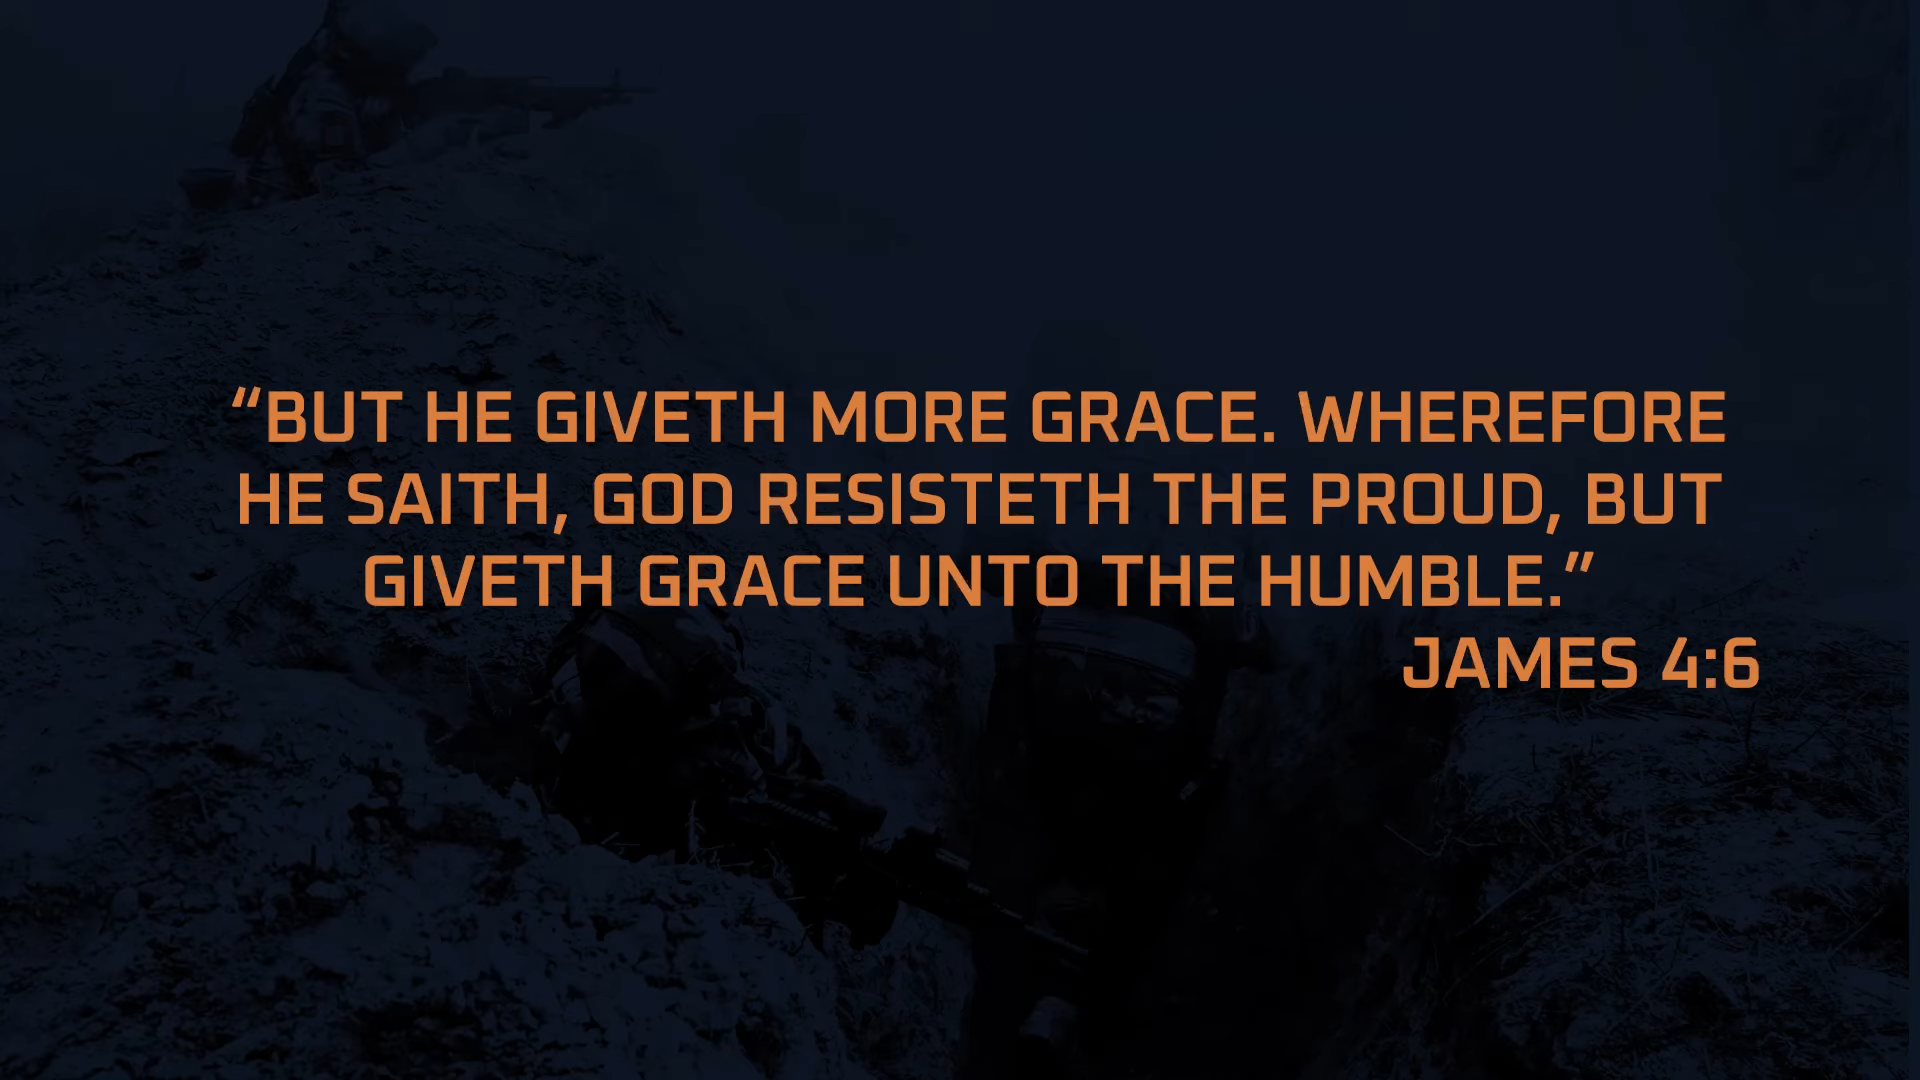 “BUT HE GIVETH MORE GRACE. WHEREFORE
HE SAITH, GOD RESISTETH THE PROUD, BUT
GIVETH GRACE UNTO THE HUMBLE.”
JAMES 4:6